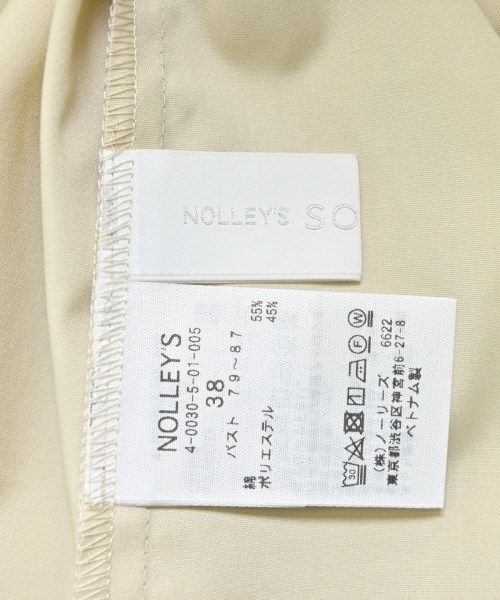 NOLLEY'S SO
NOLLEY'S
4-0030-5-01-005
38
バスト 79~87
綿 55%
ポリエステル 45%
30
(株)ノーリーズ 6622
東京都渋谷区神宮前6-27-8
ベトナム製